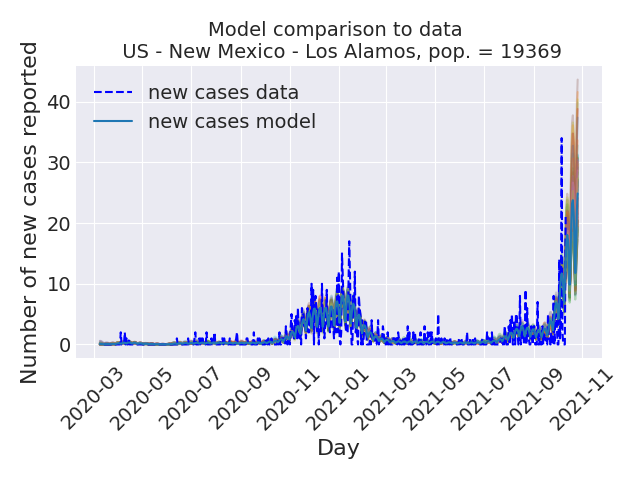 Model comparison to data
US - New Mexico - Los Alamos, pop. = 19369
new cases data
new cases model
Number of new cases reported
40
30
20
10
0
2020-03
2020-05
2020-07
2020-09
2020-11
2021-01
2021-03
2021-05
2021-07
2021-09
2021-11
Day